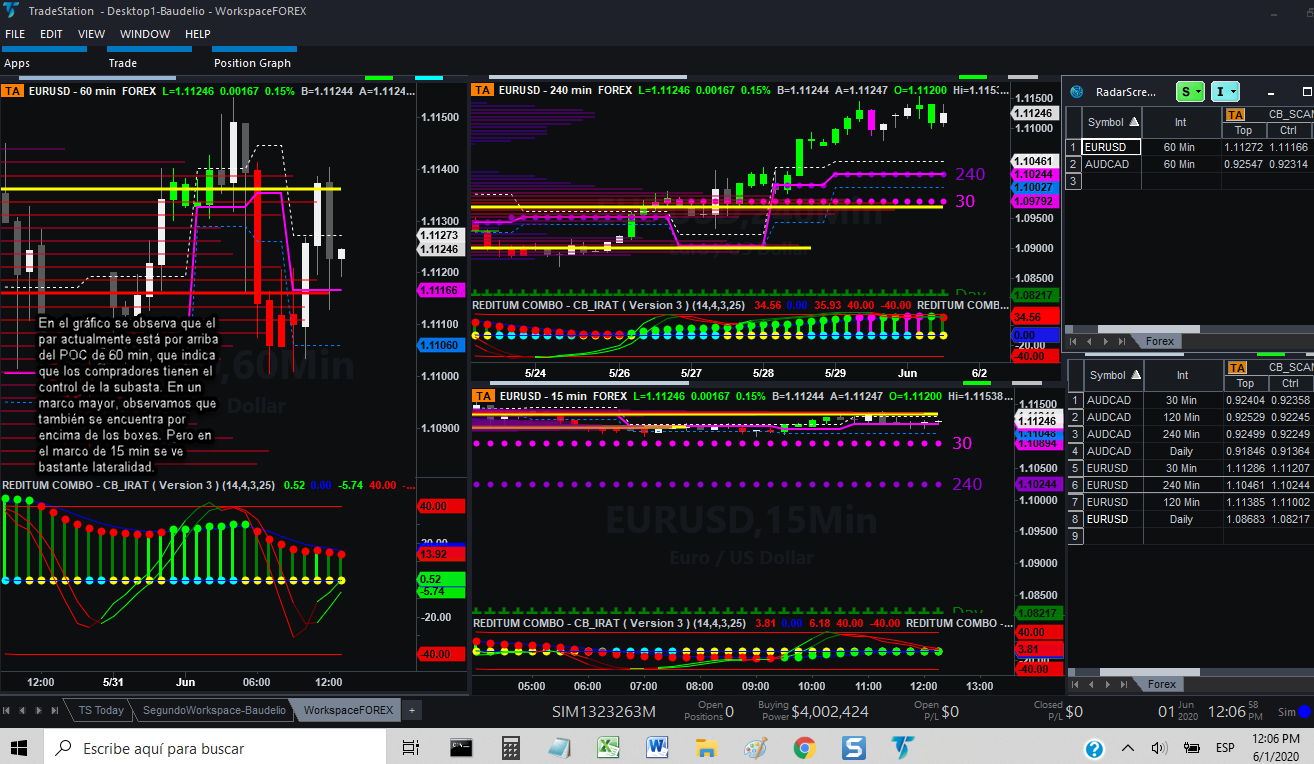 TradeStation - Desktop1-Baudelio - WorkspaceFOREX
FILE EDIT VIEW WINDOW HELP
Apps Trade Position Graph
TA EURUSD - 60 min FOREX L=1.11246 0.00167 0.15% B=1.11244 A=1.1124...
1.11500
1.11400
1.11300
1.11273
1.11246
1.11200
1.11166
1.11100
1.11060
1.11000
1.10900
En el gráfico se observa que el
par actualmente está por arriba
del POC de 60 min, que indica
que los compradores tienen el
control de la subasta. En un
marco mayor, observamos que
también se encuentra por
encima de los boxes. Pero en
el marco de 15 min se ve
bastante lateralidad.
REDITUM COMBO - CB_IRAT ( Version 3 ) (14,4,3,25) 0.52 0.00 -5.74 40.00 -...
40.00
13.92
0.52
-5.74
-20.00
-40.00
12:00 5/31 Jun 06:00 12:00
TA EURUSD - 240 min FOREX L=1.11246 0.00167 0.15% B=1.11244 A=1.11247 O=1.11200 Hi=1.153...
1.11500
1.11246
1.11000
1.10461
240 1.10244
1.10027
30 1.09792
1.09500
1.09000
1.08500
Day 1.08217
REDITUM COMBO - CB_IRAT ( Version 3 ) (14,4,3,25) 34.56 0.00 35.93 40.00 -40.00 REDITUM COMB...
34.56
0.00
-20.00
-40.00
5/24 5/26 5/27 5/28 5/29 Jun 6/2
TA EURUSD - 15 min FOREX L=1.11246 0.00167 0.15% B=1.11244 A=1.11247 O=1.11200 Hi=1.11538...
1.11500
1.11246
1.10894
30
1.10500
240 1.10244
1.10000
EURUSD,15Min
1.09500
Euro / US Dollar
1.09000
1.08500
Day 1.08217
REDITUM COMBO - CB_IRAT ( Version 3 ) (14,4,3,25) 3.81 0.00 6.18 40.00 -40.00 REDITUM COMBO -...
40.00
3.81
-40.00
05:00 06:00 07:00 08:00 09:00 10:00 11:00 12:00 13:00
RadarScre... S I
Symbol Int TA CB_SCAN
Top Ctrl
1 EURUSD 60 Min 1.11272 1.11166
2 AUDCAD 60 Min 0.92547 0.92314
3
Forex
Symbol Int TA CB_SCAN
Top Ctrl
1 AUDCAD 30 Min 0.92404 0.92358
2 AUDCAD 120 Min 0.92529 0.92245
3 AUDCAD 240 Min 0.92499 0.92249
4 AUDCAD Daily 0.91846 0.91364
5 EURUSD 30 Min 1.11286 1.11207
6 EURUSD 240 Min 1.10461 1.10244
7 EURUSD 120 Min 1.11385 1.11002
8 EURUSD Daily 1.08683 1.08217
9
Forex
TS Today SegundoWorkspace-Baudelio WorkspaceFOREX +
SIM1323263M Open Positions 0 Buying Power $4,002,424 Open P/L $0 Closed P/L $0 01 Jun 2020 12:06 58 PM Sim
Escribe aquí para buscar
ESP 12:06 PM
6/1/2020